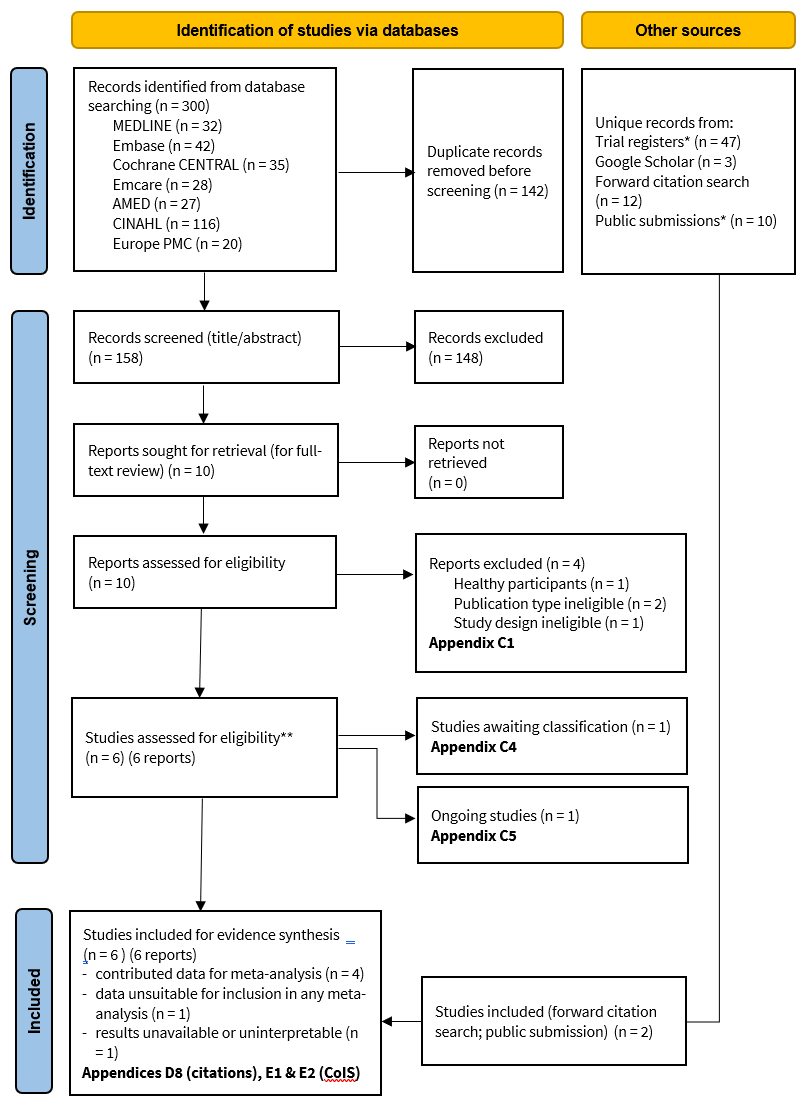 Identification of studies via databases
Other sources
Identification
Records identified from database
searching (n = 300)
MEDLINE (n = 32)
Embase (n = 42)
Cochrane CENTRAL (n = 35)
Emcare (n = 28)
AMED (n = 27)
CINAHL (n = 116)
Europe PMC (n = 20)
Duplicate records
removed before
screening (n = 142)
Unique records from:
Trial registers* (n = 47)
Google Scholar (n = 3)
Forward citation search
(n = 12)
Public submissions* (n = 10)
Screening
Records screened (title/abstract)
(n = 158)
Records excluded
(n = 148)
Reports sought for retrieval (for full-
text review) (n = 10)
Reports not
retrieved
(n = 0)
Reports assessed for eligibility
(n = 10)
Reports excluded (n = 4)
Healthy participants (n = 1)
Publication type ineligible (n = 2)
Study design ineligible (n = 1)
Appendix C1
Studies assessed for eligibility**
(n = 6) (6 reports)
Studies awaiting classification (n = 1)
Appendix C4
Ongoing studies (n = 1)
Appendix C5
Included
Studies included for evidence synthesis
(n = 6 ) (6 reports)
- contributed data for meta-analysis (n = 4)
- data unsuitable for inclusion in any meta-
analysis (n = 1)
- results unavailable or uninterpretable (n
= 1)
Appendices D8 (citations), E1 & E2 (CoIS)
Studies included (forward citation
search; public submission) (n = 2)